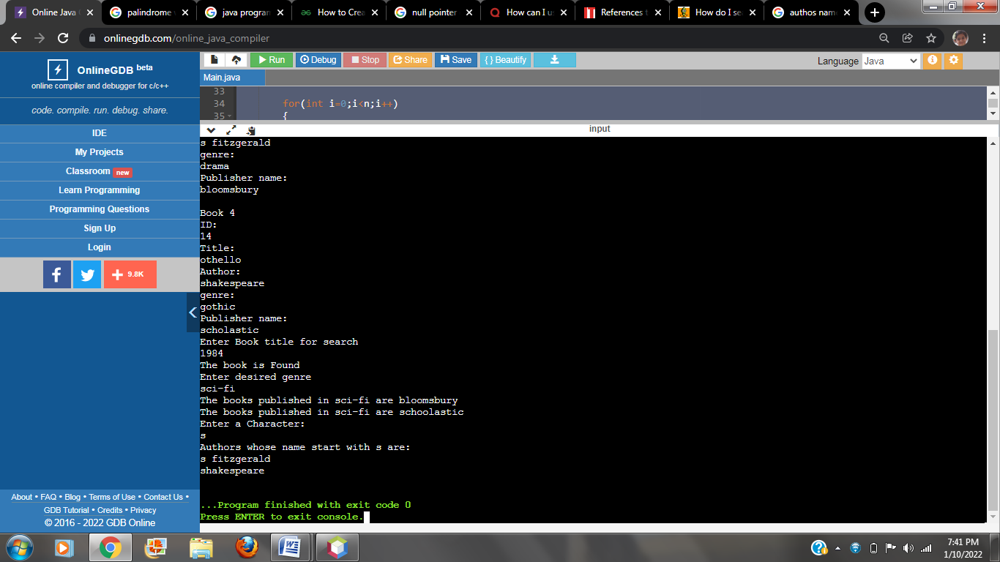 Online Java C
palindrome
java program
How to Crea
null pointer
How can I u
References t
How do I se
authos nam
onlinegdb.com/online_java_compiler
OnlineGDB beta
online compiler and debugger for c/c++
code. compile. run. debug. share.
IDE
My Projects
Classroom new
Learn Programming
Programming Questions
Sign Up
Login
9.8K
About • FAQ • Blog • Terms of Use • Contact Us •
GDB Tutorial • Credits • Privacy
© 2016 - 2022 GDB Online
Run Debug Stop Share Save { } Beautify
Language Java
Main.java
33
34 for(int i=0;i<n;i++)
35 {
input
s fitzgerald
genre:
drama
Publisher name:
bloomsbury
Book 4
ID:
14
Title:
othello
Author:
shakespeare
genre:
gothic
Publisher name:
scholastic
Enter Book title for search
1984
The book is Found
Enter desired genre
sci-fi
The books published in sci-fi are bloomsbury
The books published in sci-fi are schoolastic
Enter a Character:
s
Authors whose name start with s are:
s fitzgerald
shakespeare
...Program finished with exit code 0
Press ENTER to exit console.
7:41 PM
1/10/2022